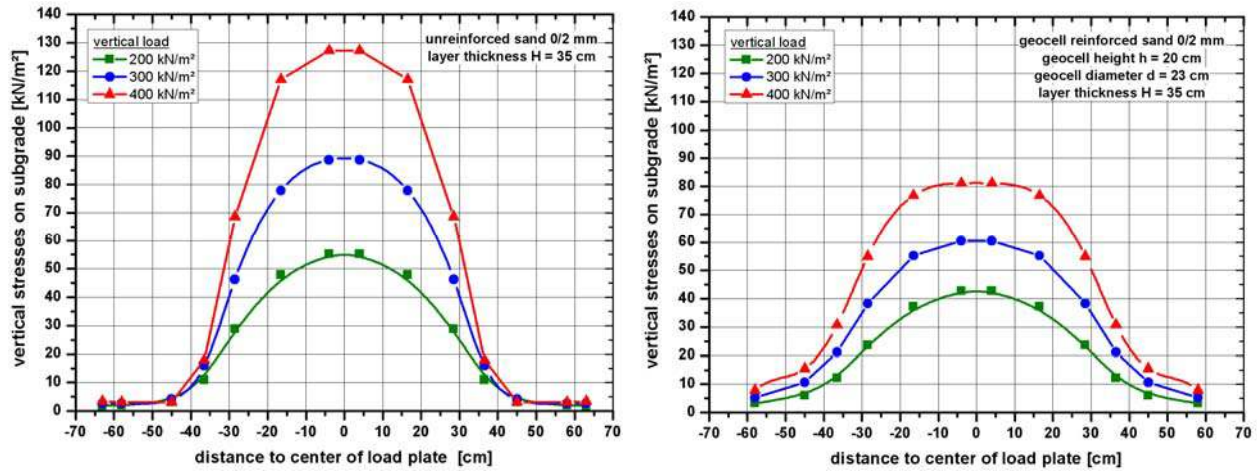 vertical stresses on subgrade [kN/m²]
140
130
120
110
100
90
80
70
60
50
40
30
20
10
0
vertical load
200 kN/m²
300 kN/m²
400 kN/m²
unreinforced sand 0/2 mm
layer thickness H = 35 cm
-70 -60 -50 -40 -30 -20 -10 0 10 20 30 40 50 60 70
distance to center of load plate [cm]
vertical stresses on subgrade [kN/m²]
140
130
120
110
100
90
80
70
60
50
40
30
20
10
0
vertical load
200 kN/m²
300 kN/m²
400 kN/m²
geocell reinforced sand 0/2 mm
geocell height h = 20 cm
geocell diameter d = 23 cm
layer thickness H = 35 cm
-70 -60 -50 -40 -30 -20 -10 0 10 20 30 40 50 60 70
distance to center of load plate [cm]